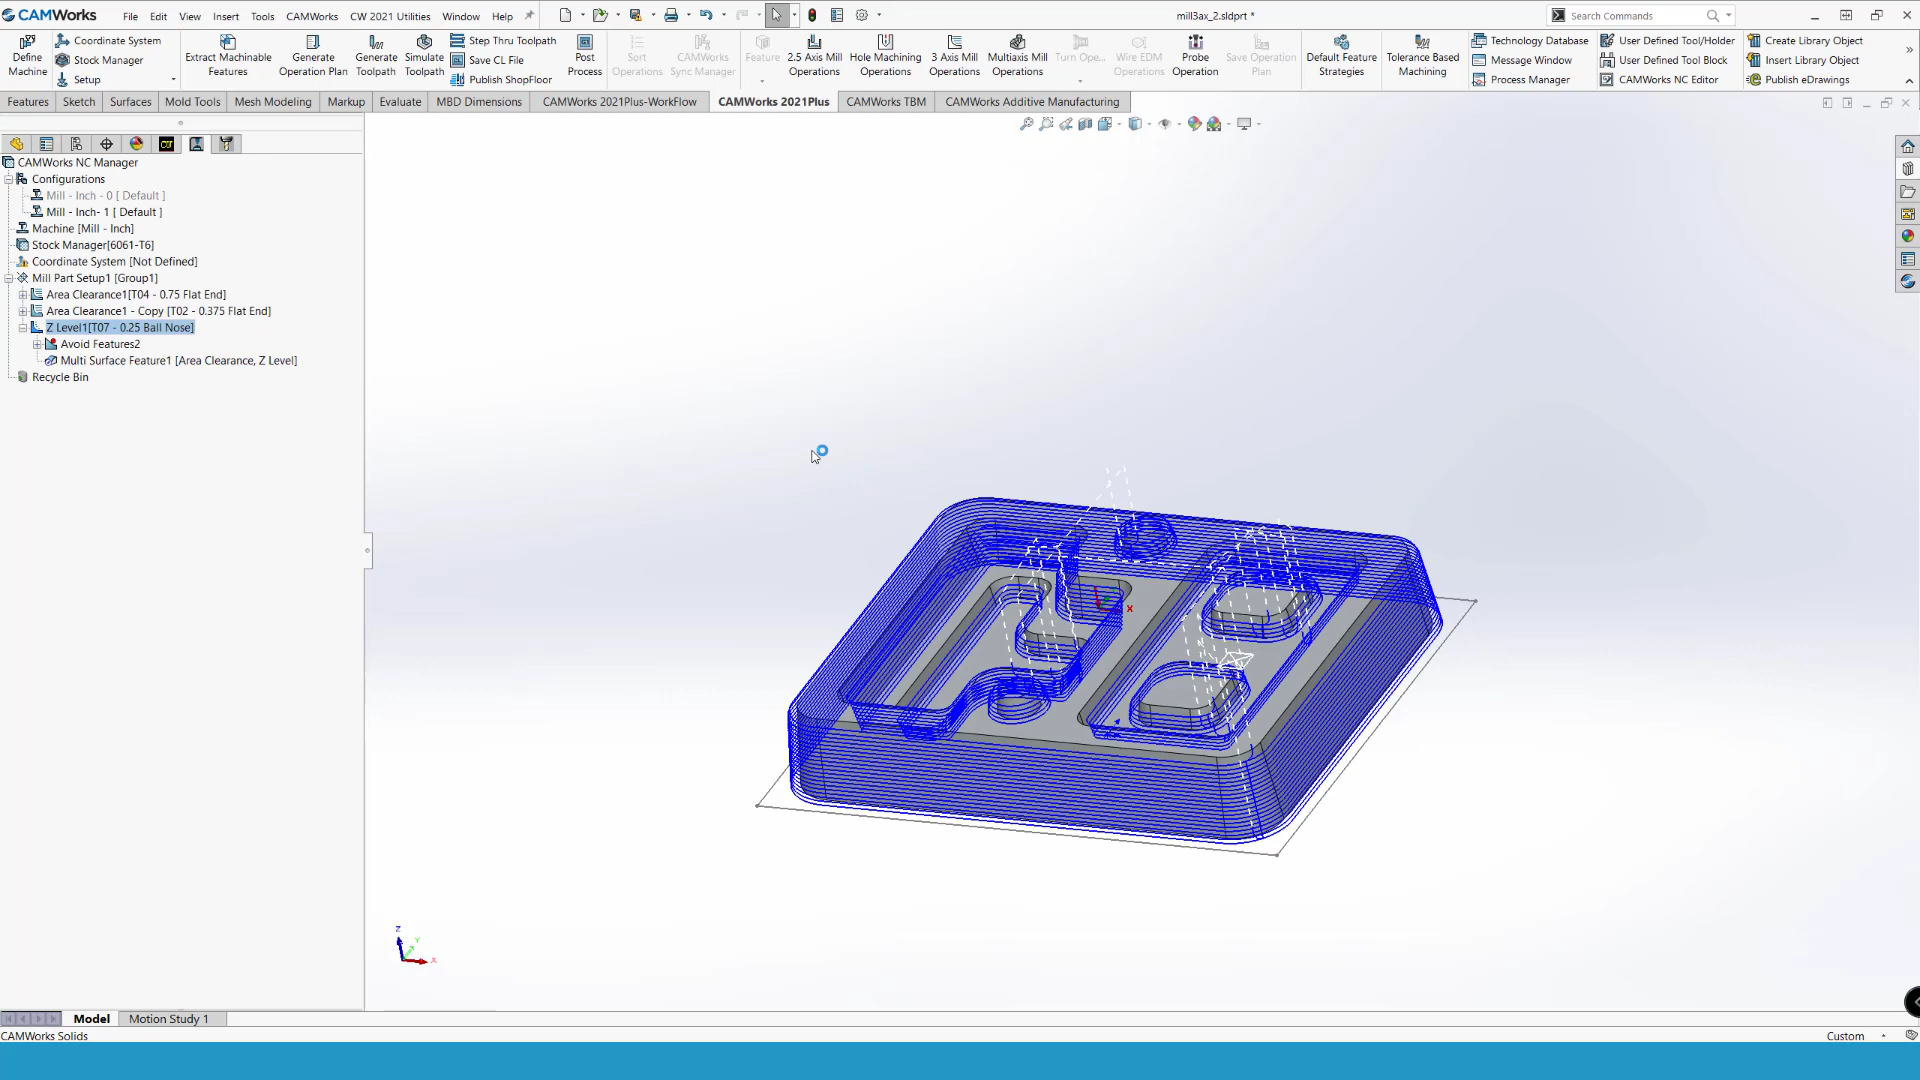 CAMWorks File Edit View Insert Tools CAMWorks CW 2021 Utilities Window Help mill3ax_2.sldprt * Search Commands
Define Machine
Coordinate System
Stock Manager
Setup
Extract Machinable Features
Generate Operation Plan
Generate Toolpath
Simulate Toolpath
Step Thru Toolpath
Save CL File
Publish ShopFloor
Post Process
Sort Operations
CAMWorks Sync Manager
Feature
2.5 Axis Mill Operations
Hole Machining Operations
3 Axis Mill Operations
Multiaxis Mill Operations
Turn Ope...
Wire EDM Operations
Probe Operation
Save Operation Plan
Default Feature Strategies
Tolerance Based Machining
Technology Database
Message Window
Process Manager
User Defined Tool/Holder
User Defined Tool Block
CAMWorks NC Editor
Create Library Object
Insert Library Object
Publish eDrawings
Features Sketch Surfaces Mold Tools Mesh Modeling Markup Evaluate MBD Dimensions CAMWorks 2021Plus-WorkFlow CAMWorks 2021Plus CAMWorks TBM CAMWorks Additive Manufacturing
CAMWorks NC Manager
Configurations
Mill - Inch - 0 [ Default ]
Mill - Inch- 1 [ Default ]
Machine [Mill - Inch]
Stock Manager[6061-T6]
Coordinate System [Not Defined]
Mill Part Setup1 [Group1]
Area Clearance1[T04 - 0.75 Flat End]
Area Clearance1 - Copy [T02 - 0.375 Flat End]
Z Level1[T07 - 0.25 Ball Nose]
Avoid Features2
Multi Surface Feature1 [Area Clearance, Z Level]
Recycle Bin
X
Z
Y
X
Model Motion Study 1
CAMWorks Solids Custom